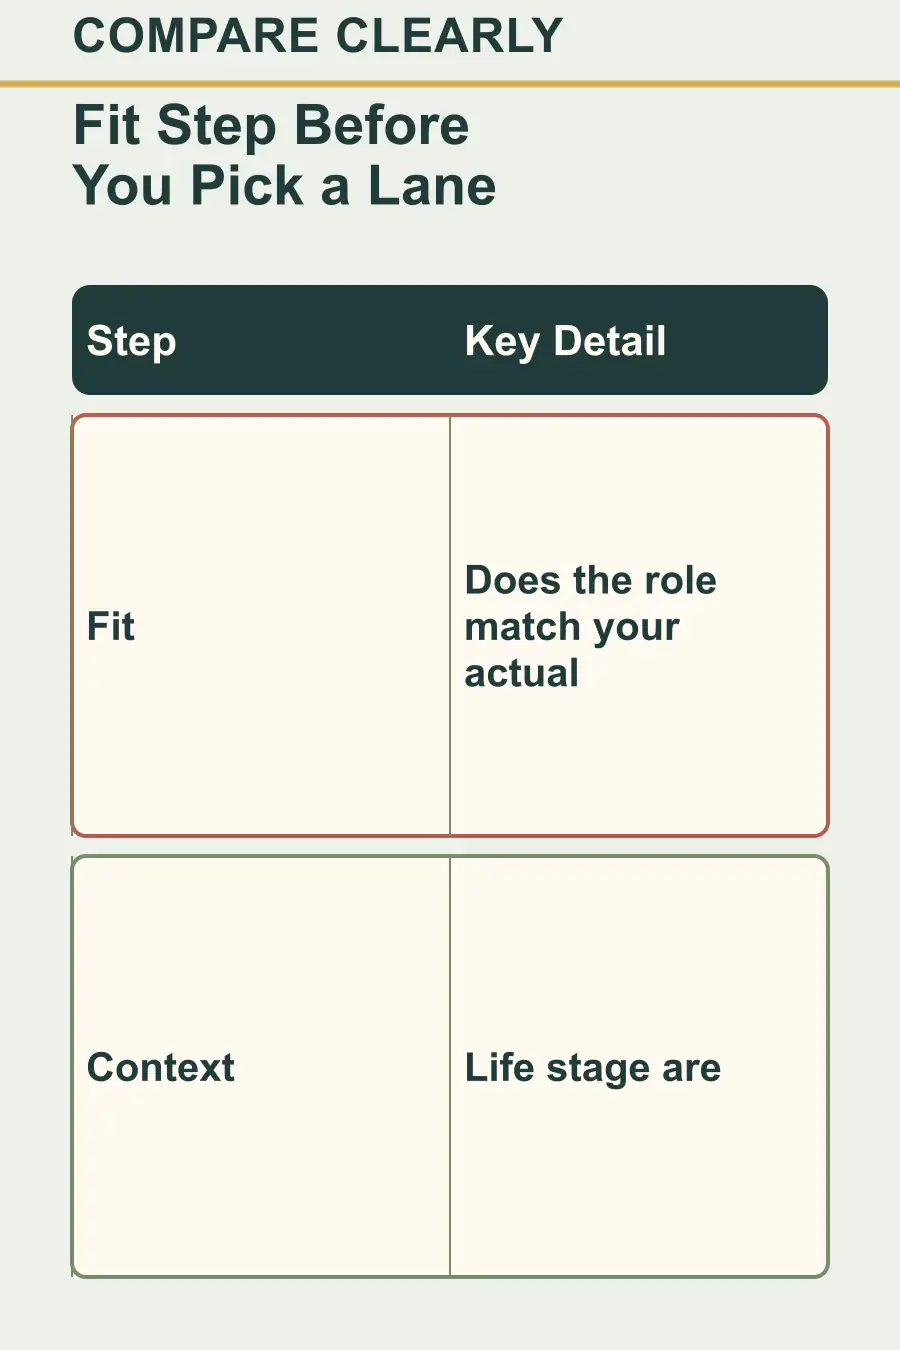 COMPARE CLEARLY
Fit Step Before
You Pick a Lane
Step
Key Detail
Fit
Does the role
match your
actual
Context
Life stage are